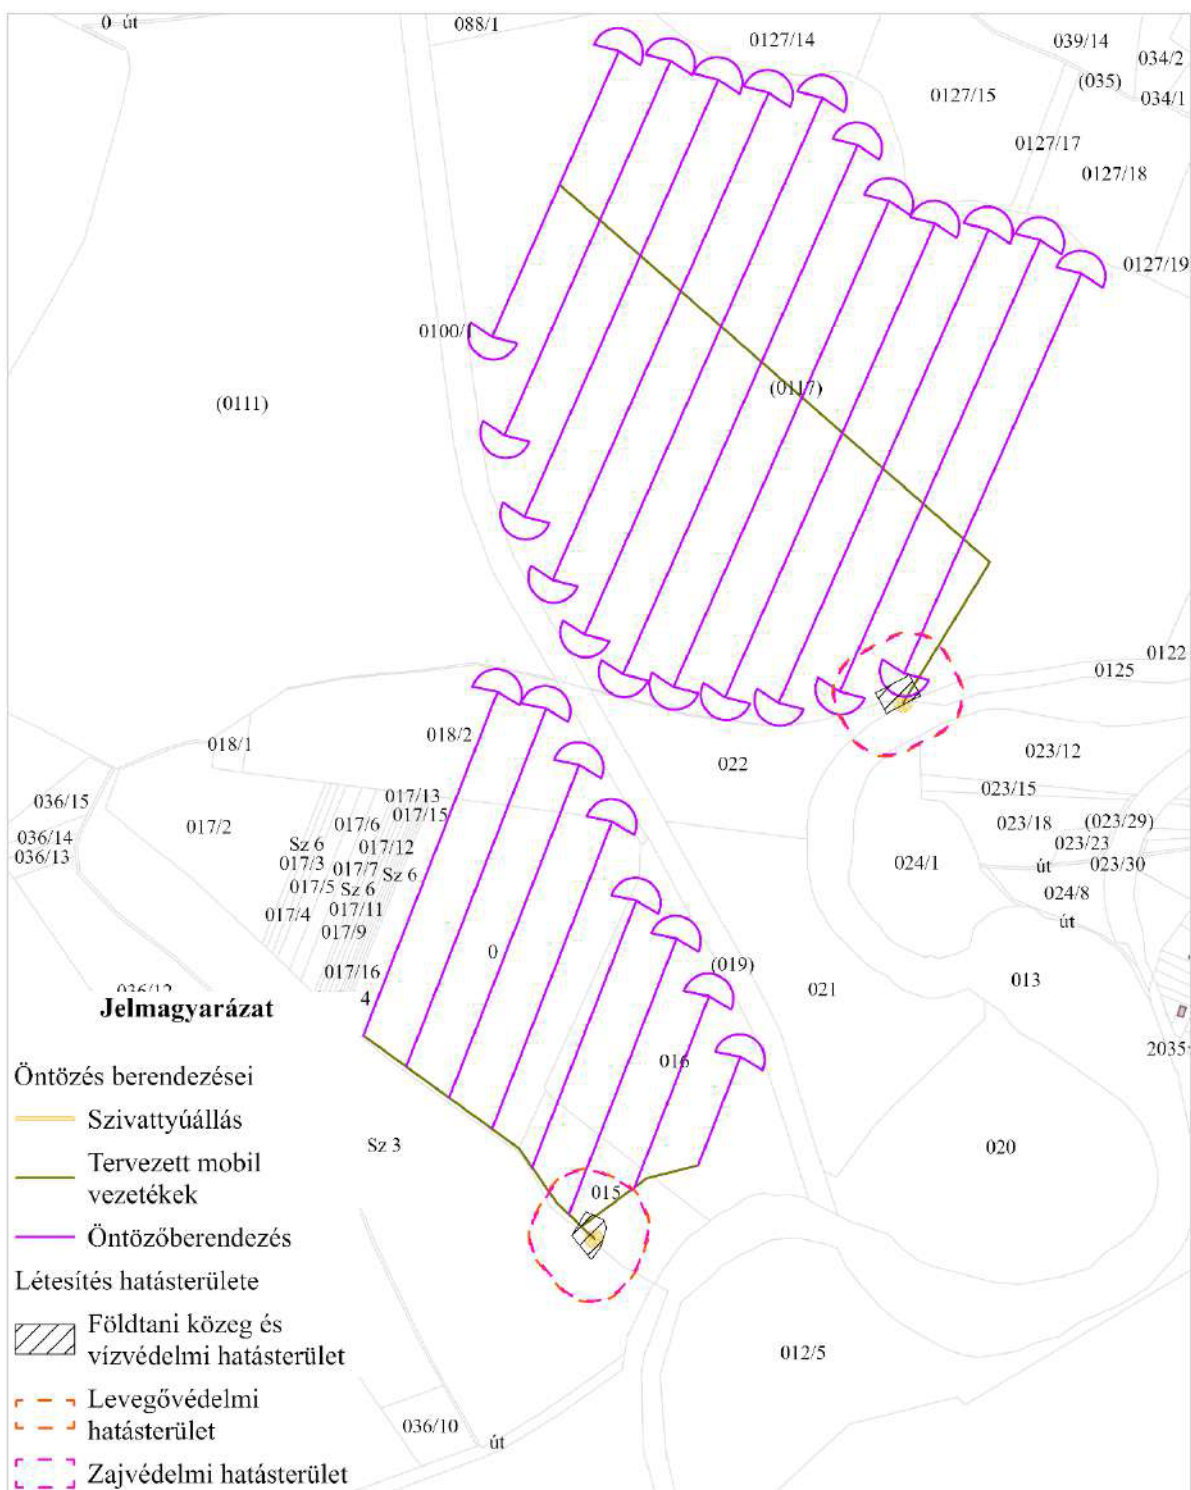 0 út
088/1
0127/14
039/14
034/2
(035)
034/1
0127/15
0127/17
0127/18
0127/19
0100/1
(0117)
(0111)
0122
0125
018/1
018/2
022
023/12
023/15
036/15
017/13
017/15
017/2
017/6
023/18
(023/29)
036/14
Sz 6
017/12
023/23
036/13
017/3
017/7
Sz 6
024/1
út
023/30
017/5
Sz 6
024/8
017/4
017/11
út
017/9
0
(019)
017/16
013
021
036/12
4
016
2035
Sz 3
020
015
012/5
036/10
út
Jelmagyarázat
Öntözés berendezései
Szivattyúállás
Tervezett mobil
vezetékek
Öntözőberendezés
Létesítés hatásterülete
Földtani közeg és
vízvédelmi hatásterület
Levegővédelmi
hatásterület
Zajvédelmi hatásterület